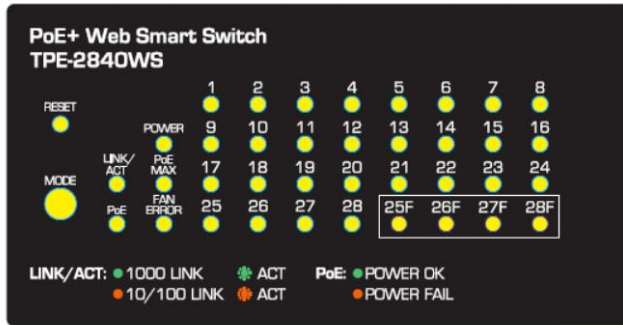 PoE+ Web Smart Switch
TPE-2840WS
1 2 3 4 5 6 7 8
RESET
POWER 9 10 11 12 13 14 15 16
LINK/
ACT
PoE
MAX
17 18 19 20 21 22 23 24
MODE
PoE
FAN
ERROR
25 26 27 28 25F 26F 27F 28F
LINK/ACT: 1000 LINK ACT PoE: POWER OK
10/100 LINK ACT POWER FAIL